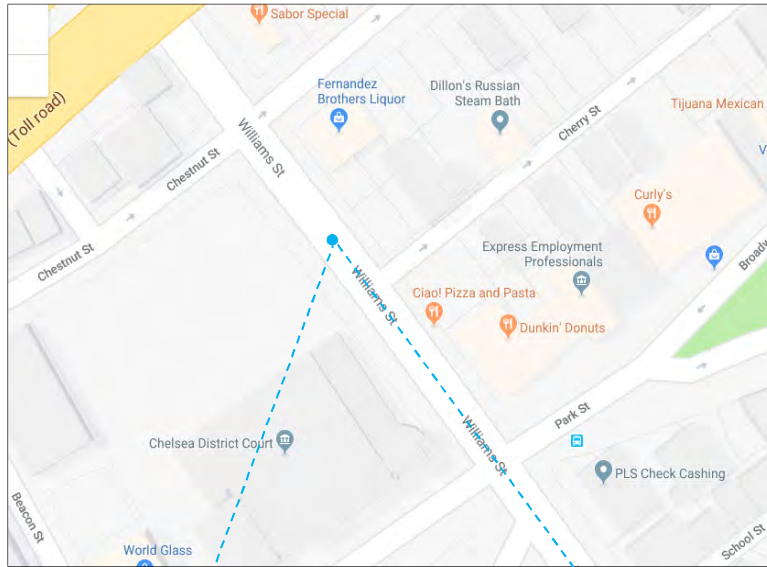 Sabor Special
(Toll road)
Fernandez
Brothers Liquor
Dillon's Russian
Steam Bath
Tijuana Mexican
Williams St
Cherry St
V
Chestnut St
Curly's
Chestnut St
Express Employment
Professionals
Broadw
Williams St
Ciao! Pizza and Pasta
Dunkin' Donuts
Park St
Chelsea District Court
Williams St
PLS Check Cashing
Beacon St
School St
World Glass